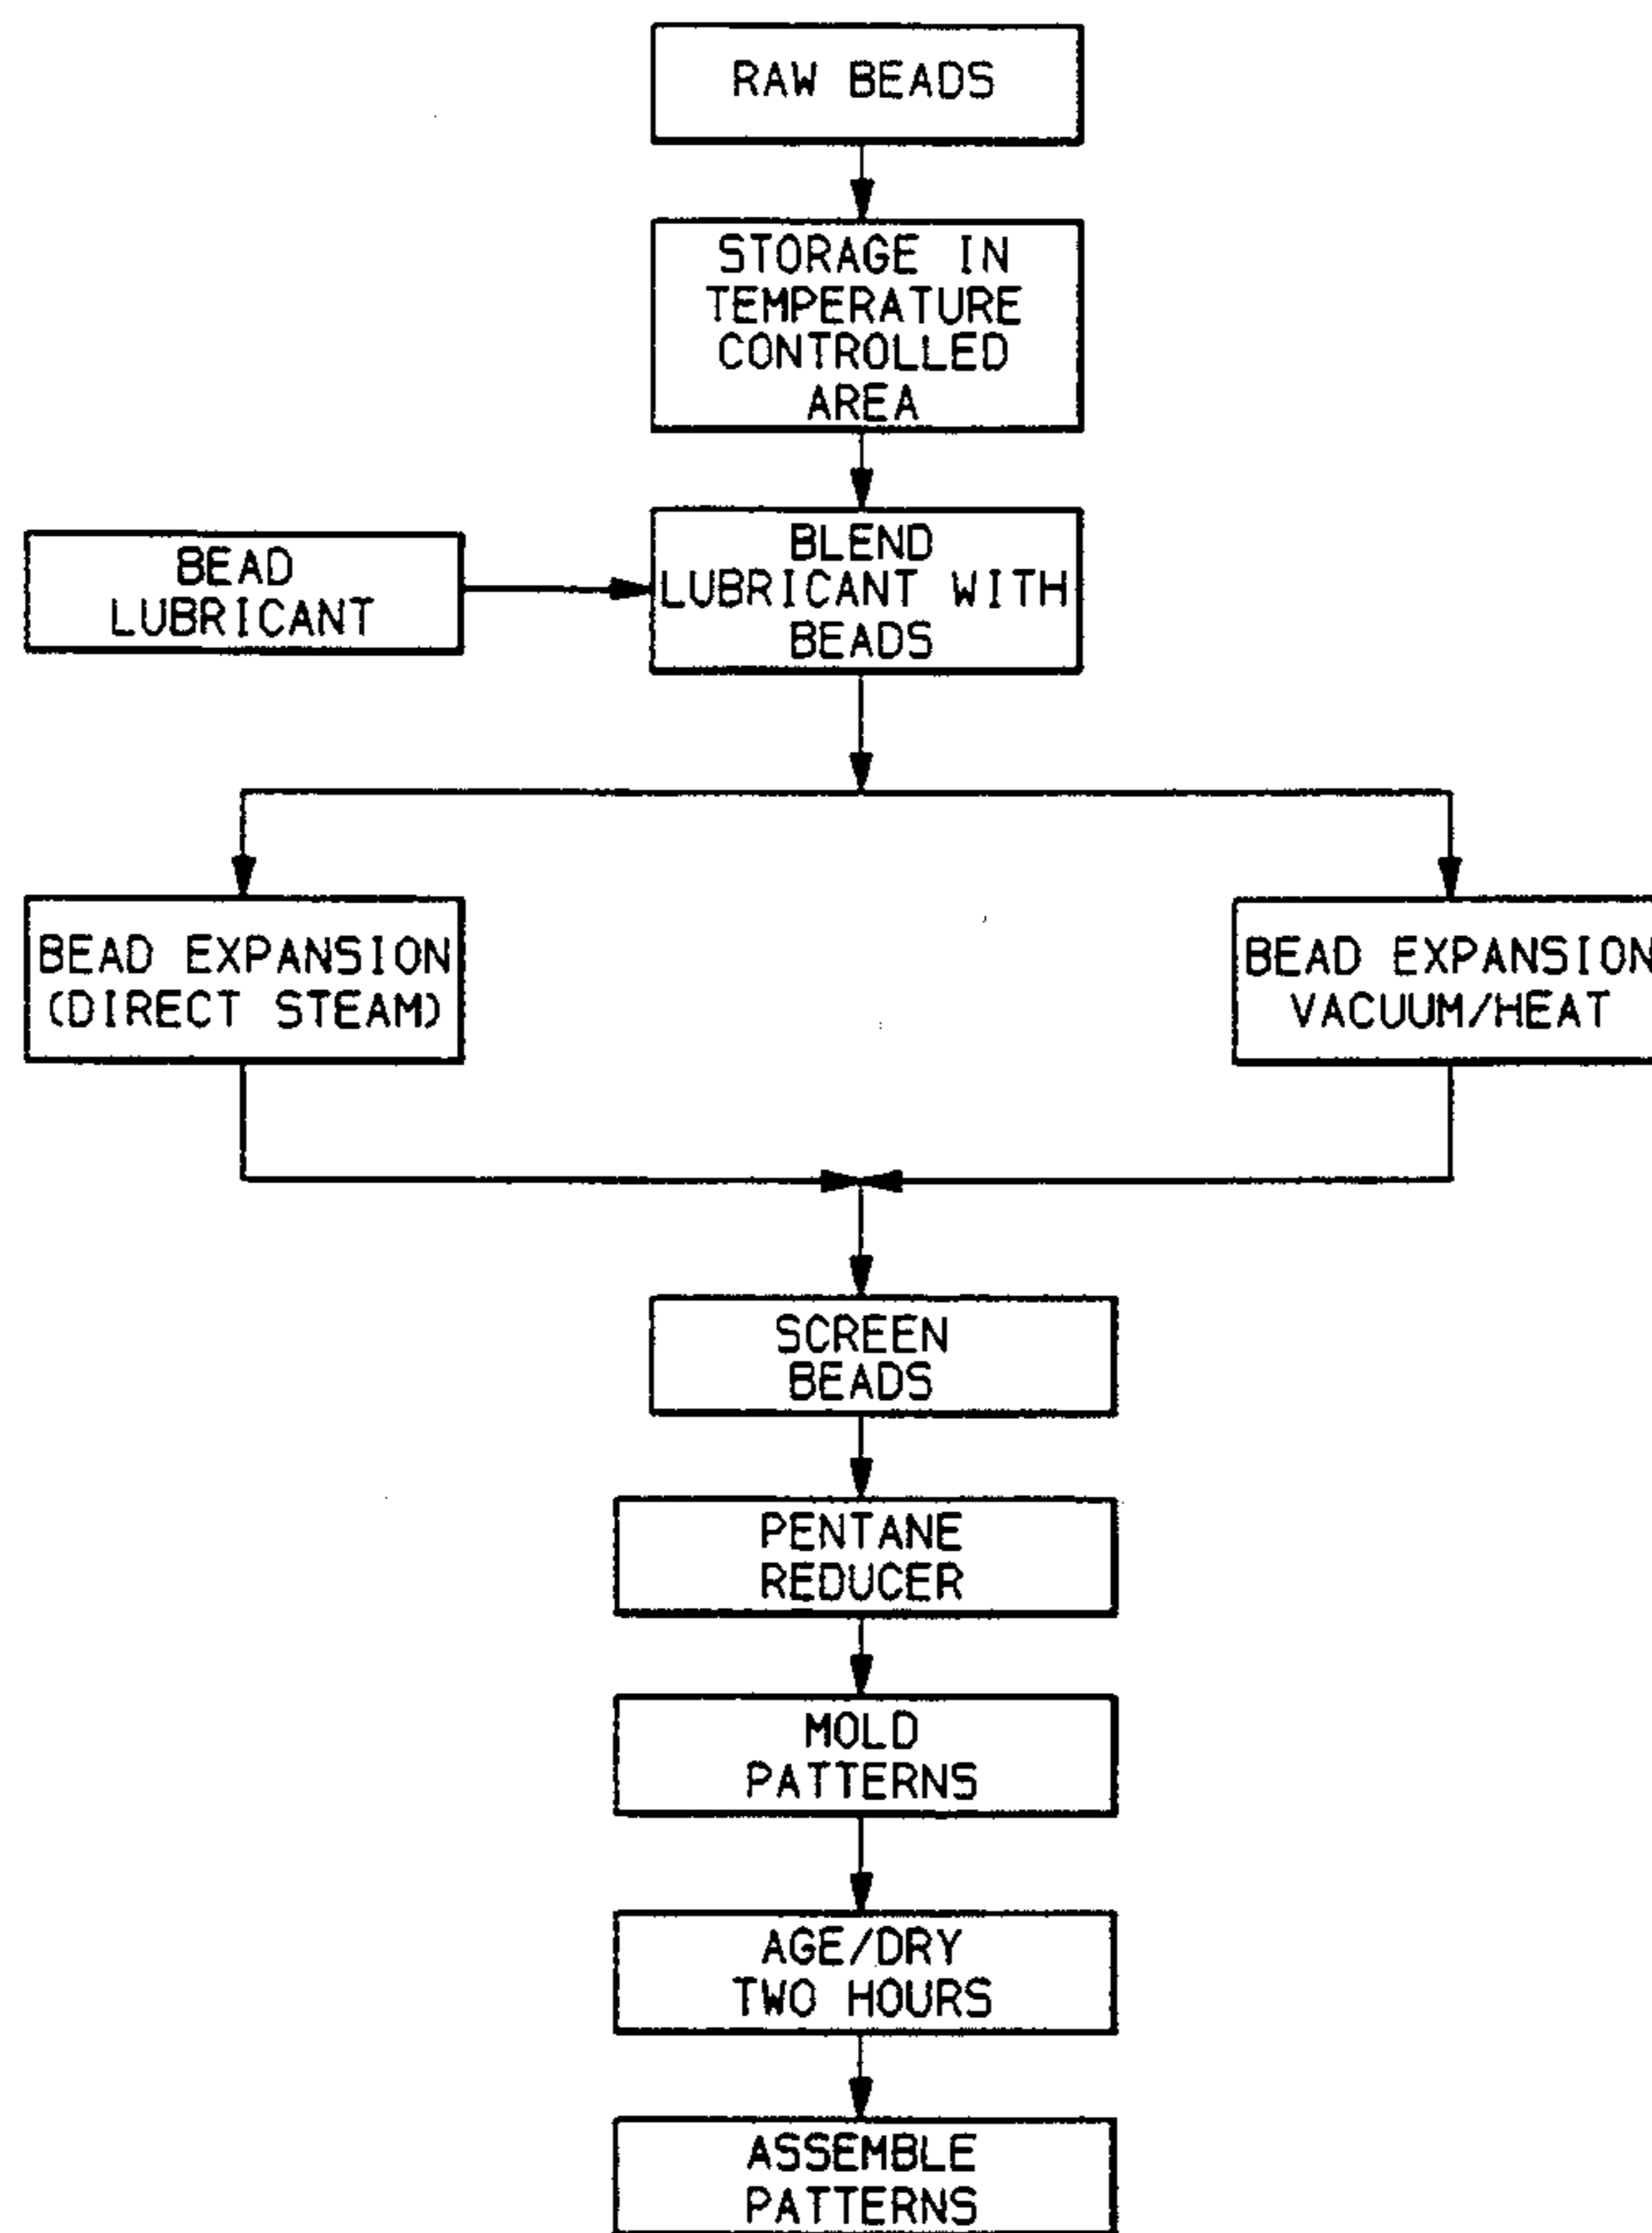 RAW BEADS
STORAGE IN
TEMPERATURE
CONTROLLED
AREA
BEAD
LUBRICANT
BLEND
LUBRICANT WITH
BEADS
BEAD EXPANSION
(DIRECT STEAM)
BEAD EXPANSION
VACUUM/HEAT
SCREEN
BEADS
PENTANE
REDUCER
MOLD
PATTERNS
AGE/DRY
TWO HOURS
ASSEMBLE
PATTERNS